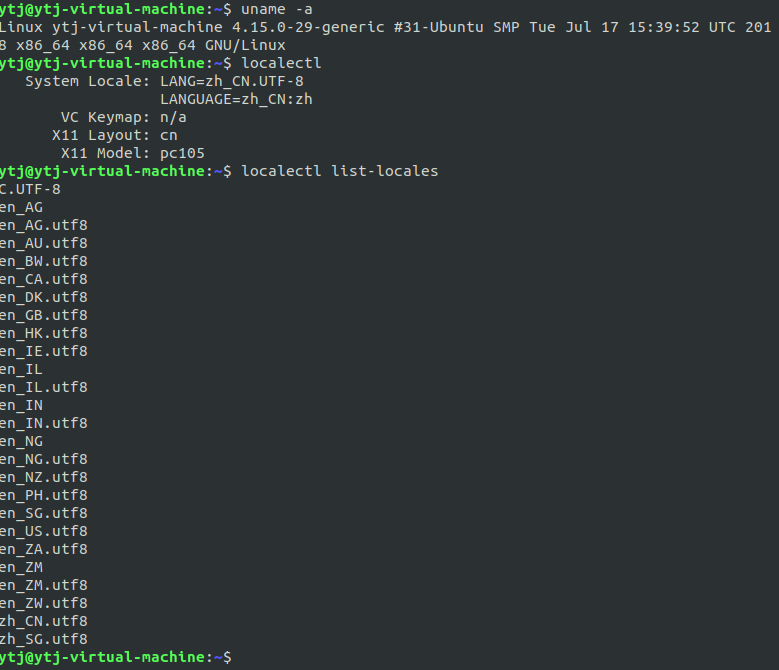 ytj@ytj-virtual-machine:~$ uname -a
Linux ytj-virtual-machine 4.15.0-29-generic #31-Ubuntu SMP Tue Jul 17 15:39:52 UTC 201
8 x86_64 x86_64 x86_64 GNU/Linux
ytj@ytj-virtual-machine:~$ localectl
   System Locale: LANG=zh_CN.UTF-8
                  LANGUAGE=zh_CN:zh
       VC Keymap: n/a
      X11 Layout: cn
       X11 Model: pc105
ytj@ytj-virtual-machine:~$ localectl list-locales
C.UTF-8
en_AG
en_AG.utf8
en_AU.utf8
en_BW.utf8
en_CA.utf8
en_DK.utf8
en_GB.utf8
en_HK.utf8
en_IE.utf8
en_IL
en_IL.utf8
en_IN
en_IN.utf8
en_NG
en_NG.utf8
en_NZ.utf8
en_PH.utf8
en_SG.utf8
en_US.utf8
en_ZA.utf8
en_ZM
en_ZM.utf8
en_ZW.utf8
zh_CN.utf8
zh_SG.utf8
ytj@ytj-virtual-machine:~$